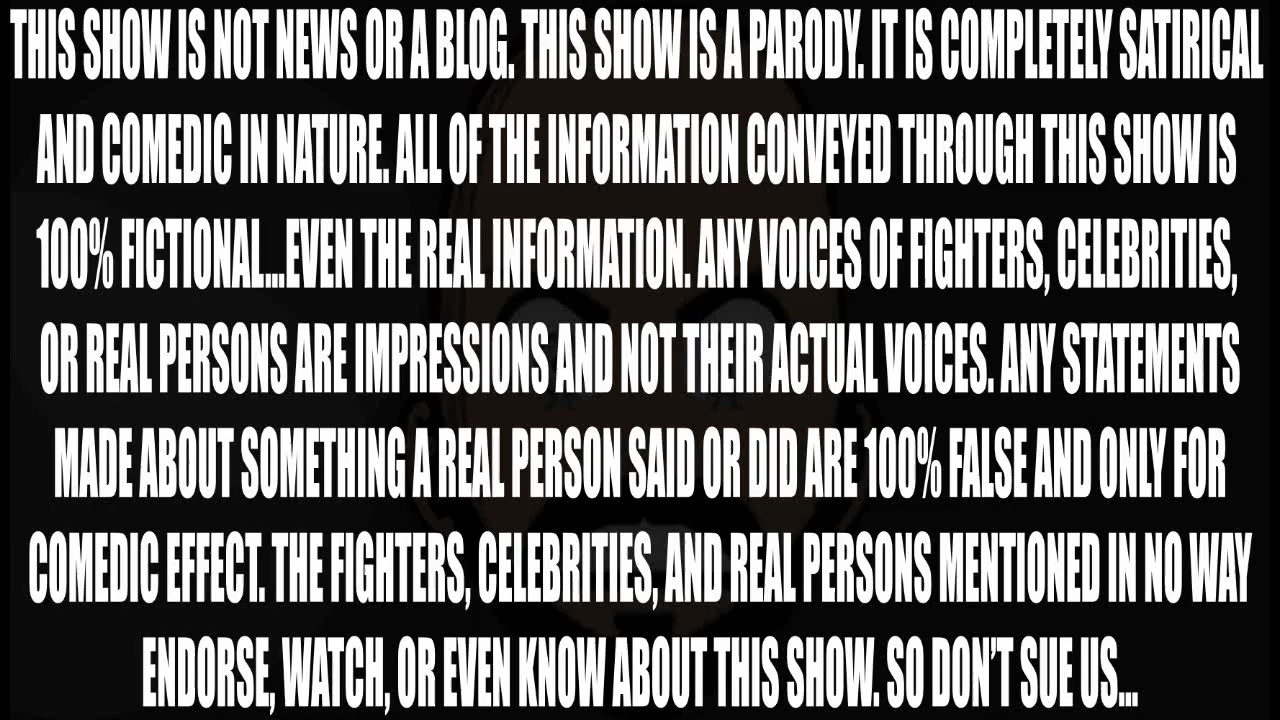 THIS SHOW IS NOT NEWS OR A BLOG. THIS SHOW IS A PARODY. IT IS COMPLETELY SATIRICAL
AND COMEDIC IN NATURE. ALL OF THE INFORMATION CONVEYED THROUGH THIS SHOW IS
100% FICTIONAL...EVEN THE REAL INFORMATION. ANY VOICES OF FIGHTERS, CELEBRITIES,
OR REAL PERSONS ARE IMPRESSIONS AND NOT THEIR ACTUAL VOICES. ANY STATEMENTS
MADE ABOUT SOMETHING A REAL PERSON SAID OR DID ARE 100% FALSE AND ONLY FOR
COMEDIC EFFECT. THE FIGHTERS, CELEBRITIES, AND REAL PERSONS MENTIONED IN NO WAY
ENDORSE, WATCH, OR EVEN KNOW ABOUT THIS SHOW. SO DON'T SUE US...